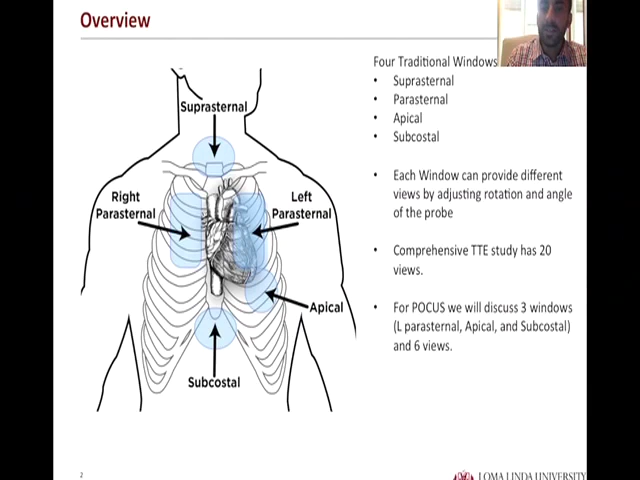 Overview
Four Traditional Windows
• Suprasternal
• Parasternal
• Apical
• Subcostal
• Each Window can provide different
views by adjusting rotation and angle
of the probe
• Comprehensive TTE study has 20
views.
• For POCUS we will discuss 3 windows
(L parasternal, Apical, and Subcostal)
and 6 views.
Suprasternal
Right
Parasternal
Left
Parasternal
Apical
Subcostal
2
LOMA LINDA UNIVERSITY